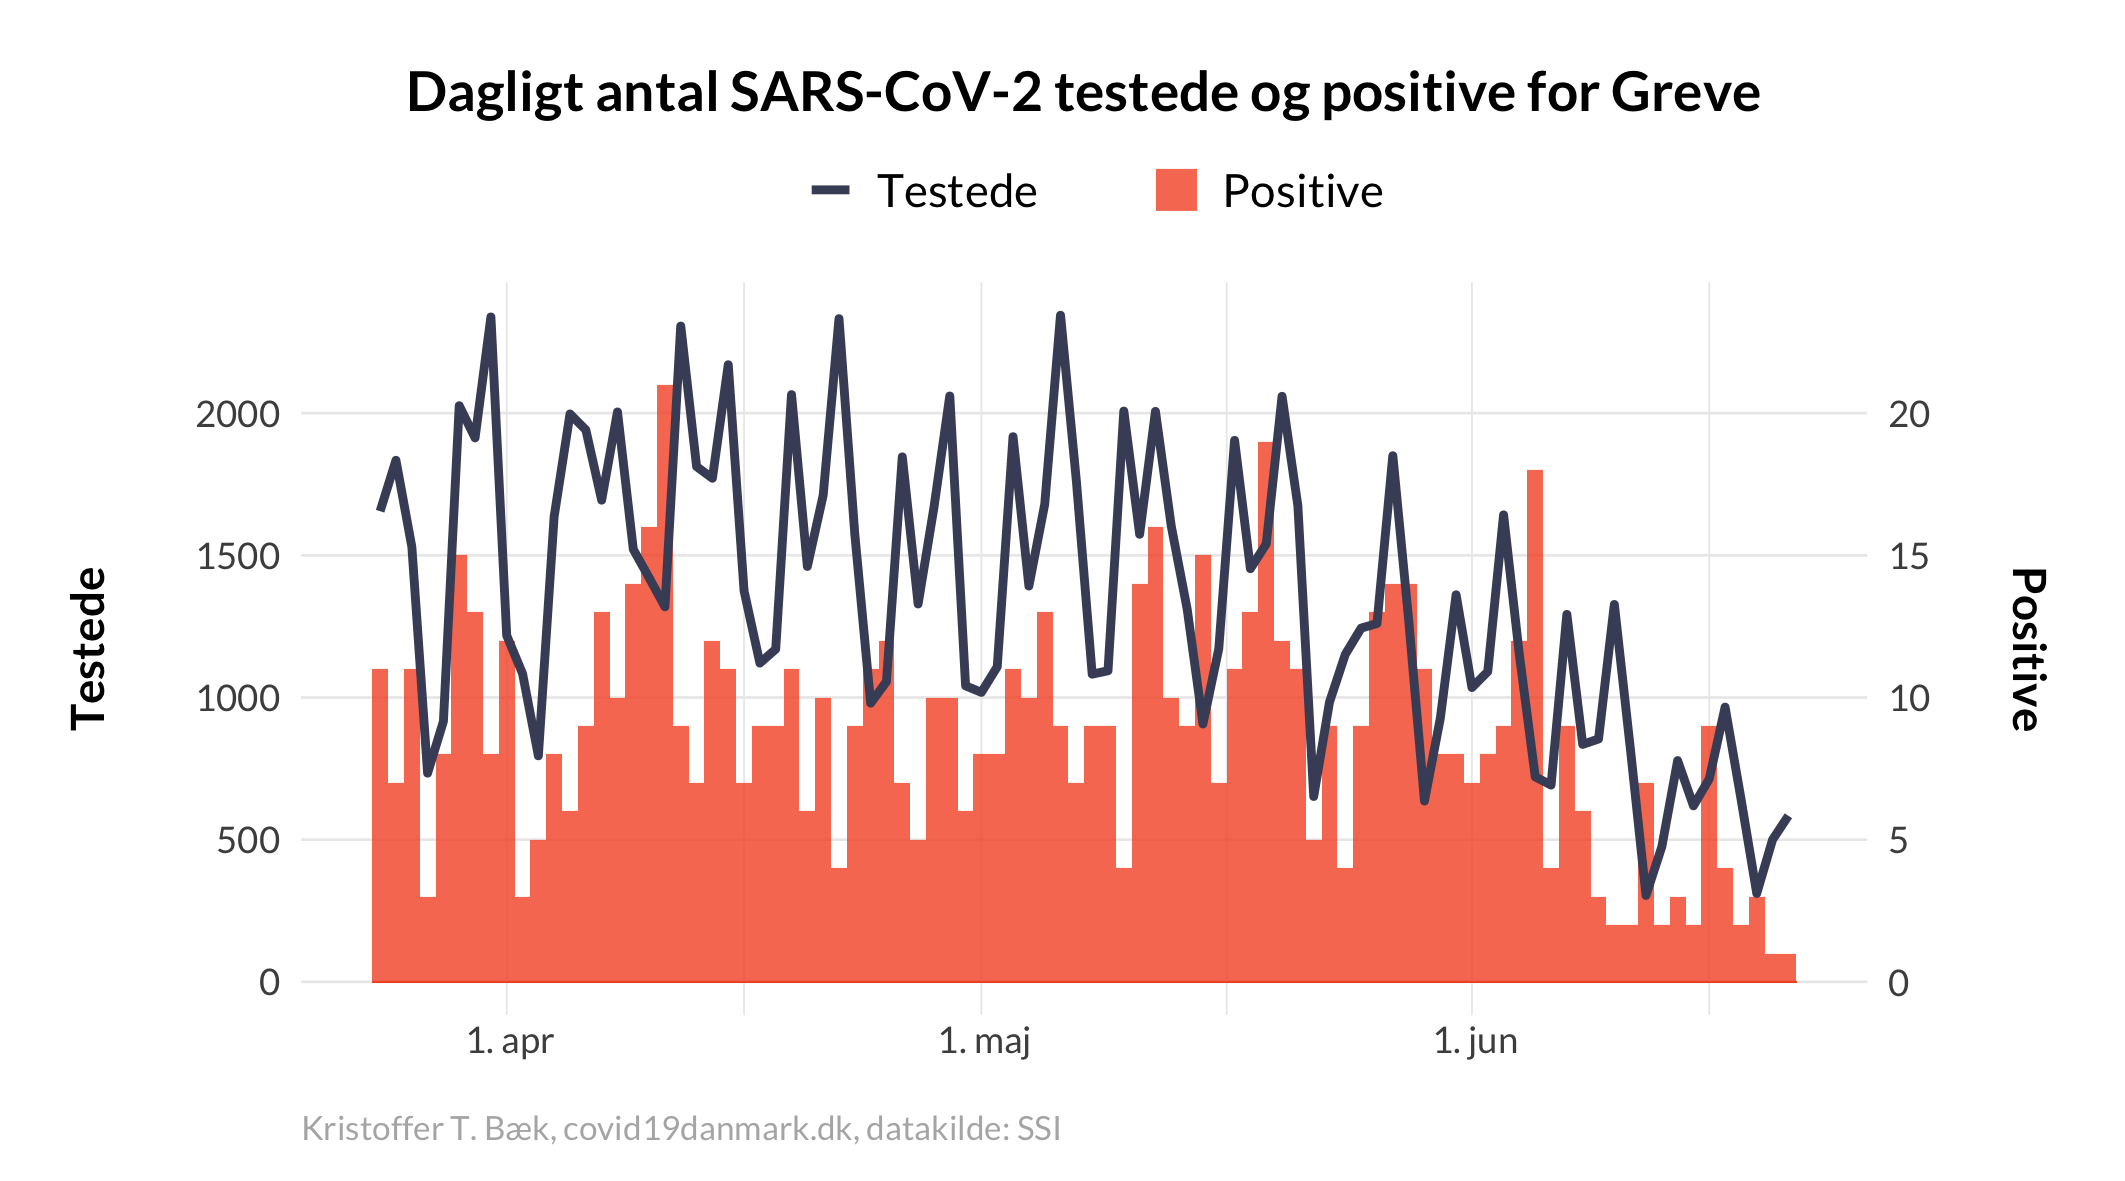 Dagligt antal SARS-CoV-2 testede og positive for Greve
Testede
Positive
Testede
2000
1500
1000
500
0
20
15
10
5
0
Positive
1. apr
1. maj
1. jun
Kristoffer T. Bæk, covid19danmark.dk, datakilde: SSI